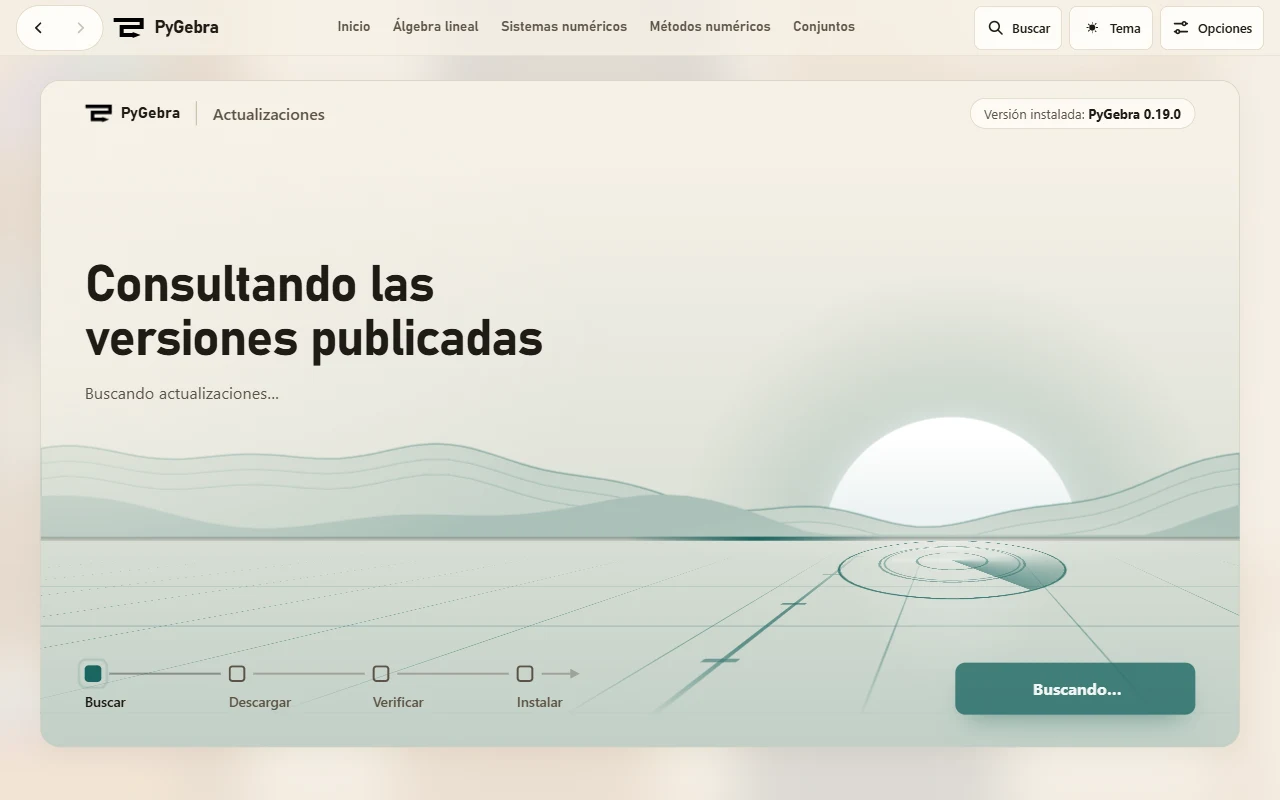 PyGebra
Inicio
Álgebra lineal
Sistemas numéricos
Métodos numéricos
Conjuntos
Buscar
Tema
Opciones
PyGebra
Actualizaciones
Versión instalada: PyGebra 0.19.0
Consultando las
versiones publicadas
Buscando actualizaciones...
Buscar
Descargar
Verificar
Instalar
Buscando...